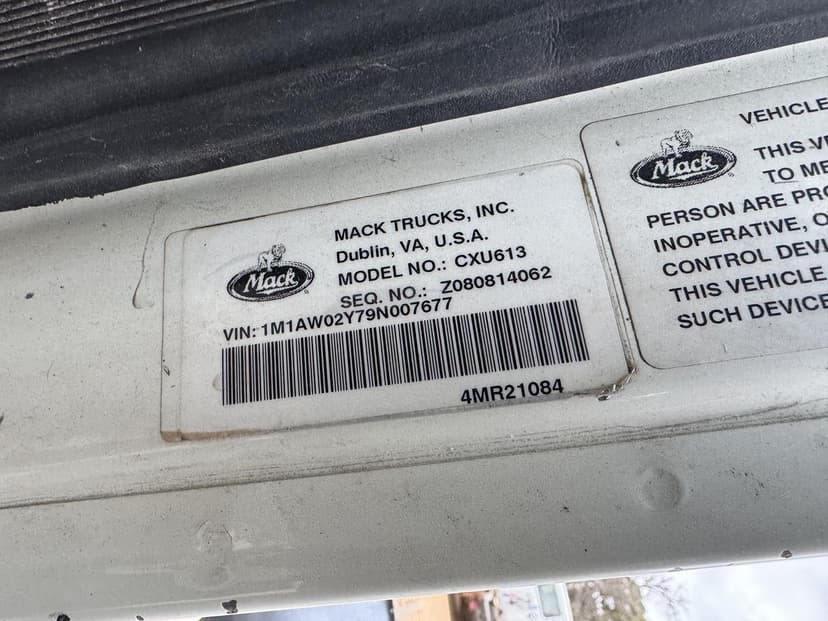 MACK TRUCKS, INC.
Dublin, VA, U.S.A.
Mack
MODEL NO.: CXU613
SEQ. NO.: Z080814062
VIN: 1M1AW02Y79N007677
4MR21084
VEHICLE
Mack
THIS
TO ME
PERSON ARE PRO
INOPERATIVE, O
CONTROL DEVI
THIS VEHICLE
SUCH DEVICE